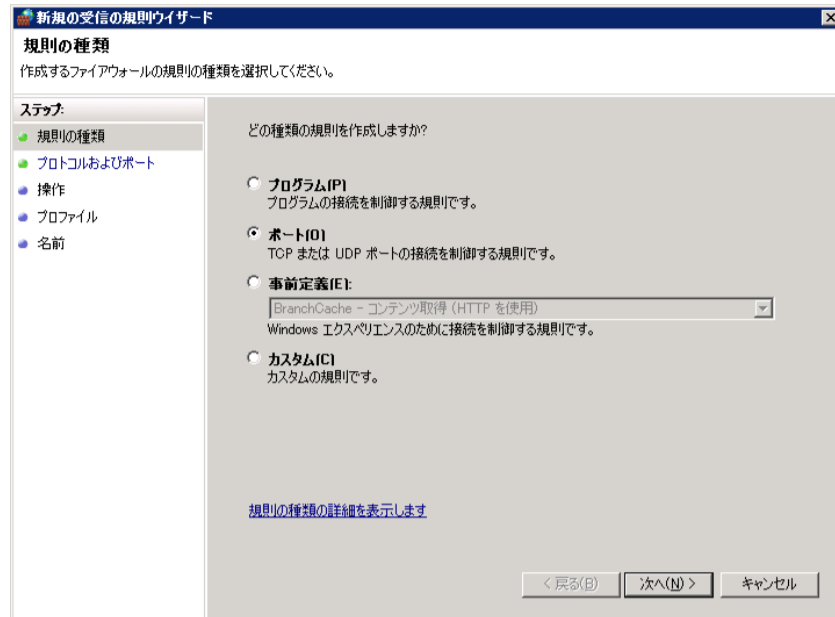 新規の受信の規則ウィザード
規則の種類
作成するファイアウォールの規則の種類を選択してください。
ステップ:
規則の種類
プロトコルおよびポート
操作
プロファイル
名前
どの種類の規則を作成しますか?
プログラム(P)
プログラムの接続を制御する規則です。
ポート(O)
TCP または UDP ポートの接続を制御する規則です。
事前定義(E):
BranchCache - コンテンツ取得 (HTTP を使用)
Windows エクスペリエンスのために接続を制御する規則です。
カスタム(C)
カスタムの規則です。
規則の種類の詳細を表示します
< 戻る(B)
次へ(N) >
キャンセル